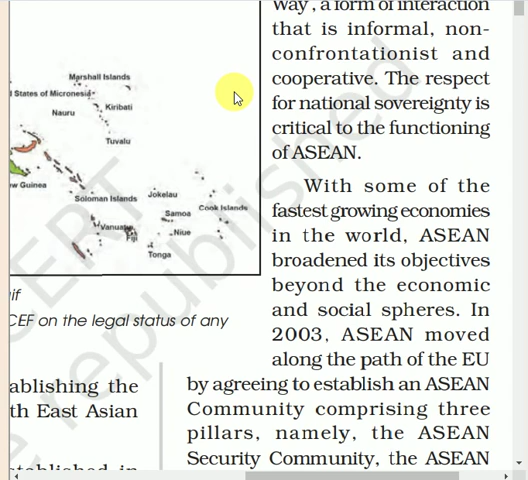 way', a form of interaction
that is informal, non-
confrontationist and
cooperative. The respect
for national sovereignty is
critical to the functioning
of ASEAN.
With some of the
fastest growing economies
in the world, ASEAN
broadened its objectives
beyond the economic
and social spheres. In
2003, ASEAN moved
along the path of the EU
by agreeing to establish an ASEAN
Community comprising three
pillars, namely, the ASEAN
Security Community, the ASEAN
Marshall Islands
States of Micronesia
Nauru
Kiribati
Tuvalu
Guinea
Soloman Islands
Jokelau
Samoa
Cook Islands
Vanuatu
Fiji
Niue
Tonga
CEF on the legal status of any
ablishing the
th East Asian
republished